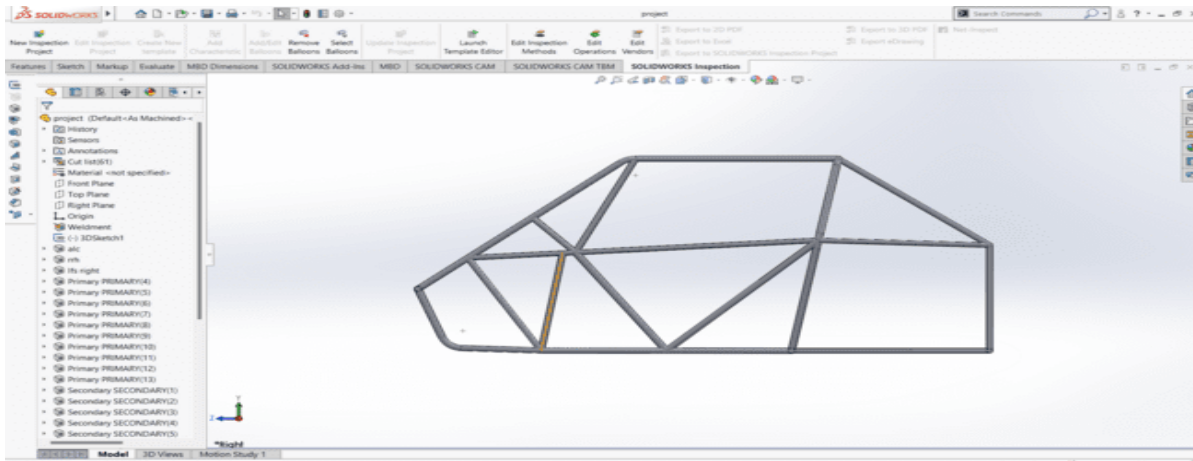 SOLIDWORKS
project
Search Commands
New Inspection Project
Edit Inspection Project
Create New template
Add Characteristic
Add/Edit Balloons
Remove Balloons
Select Balloons
Update Inspection Project
Launch Template Editor
Edit Inspection Methods
Edit Operations
Edit Vendors
Export to 2D PDF
Export to Excel
Export to SOLIDWORKS Inspection Project
Export to 3D PDF
Export eDrawing
Net-Inspect
Features Sketch Markup Evaluate MBD Dimensions SOLIDWORKS Add-Ins MBD SOLIDWORKS CAM SOLIDWORKS CAM TBM SOLIDWORKS Inspection
project (Default<As Machined><
History
Sensors
Annotations
Cut list(61)
Material <not specified>
Front Plane
Top Plane
Right Plane
Origin
Weldment
(-) 3DSketch1
alc
rrh
lfs right
Primary PRIMARY(4)
Primary PRIMARY(5)
Primary PRIMARY(6)
Primary PRIMARY(7)
Primary PRIMARY(8)
Primary PRIMARY(9)
Primary PRIMARY(10)
Primary PRIMARY(11)
Primary PRIMARY(12)
Primary PRIMARY(13)
Secondary SECONDARY(1)
Secondary SECONDARY(2)
Secondary SECONDARY(3)
Secondary SECONDARY(4)
Secondary SECONDARY(5)
Y
Z
*Right
Model 3D Views Motion Study 1